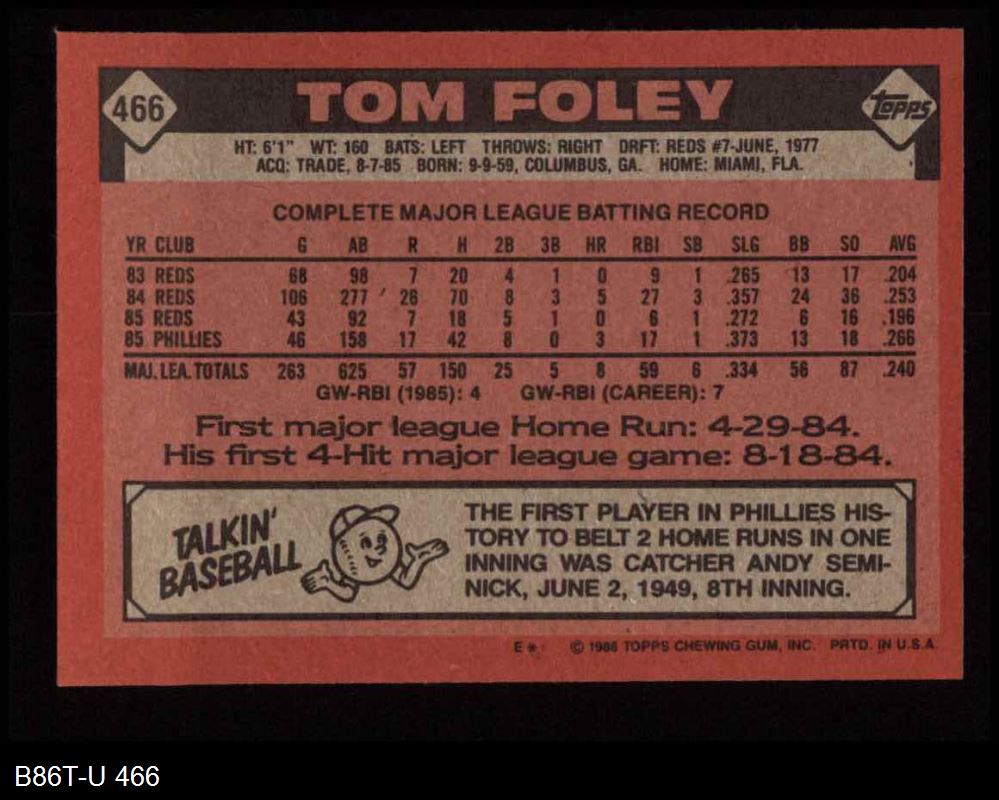 466 TOM FOLEY Topps
HT: 6'1" WT: 160 BATS: LEFT THROWS: RIGHT DRFT: REDS #7-JUNE, 1977
ACQ: TRADE, 8-7-85 BORN: 9-9-59, COLUMBUS, GA. HOME: MIAMI, FLA.
COMPLETE MAJOR LEAGUE BATTING RECORD
YR CLUB G AB R H 2B 3B HR RBI SB SLG BB SO AVG
83 REDS 68 98 7 20 4 1 0 9 1 .265 13 17 .204
84 REDS 106 277 26 70 8 3 5 27 3 .357 24 36 .253
85 REDS 43 92 7 18 5 1 0 6 1 .272 6 16 .196
85 PHILLIES 46 158 17 42 8 0 3 17 1 .373 13 18 .266
MAJ. LEA. TOTALS 263 625 57 150 25 5 8 59 6 .334 56 87 .240
GW-RBI (1985): 4 GW-RBI (CAREER): 7
First major league Home Run: 4-29-84.
His first 4-Hit major league game: 8-18-84.
TALKIN'
BASEBALL
THE FIRST PLAYER IN PHILLIES HIS-
TORY TO BELT 2 HOME RUNS IN ONE
INNING WAS CATCHER ANDY SEMI-
NICK, JUNE 2, 1949, 8TH INNING.
E* © 1986 TOPPS CHEWING GUM, INC. PRTD. IN U.S.A.
B86T-U 466